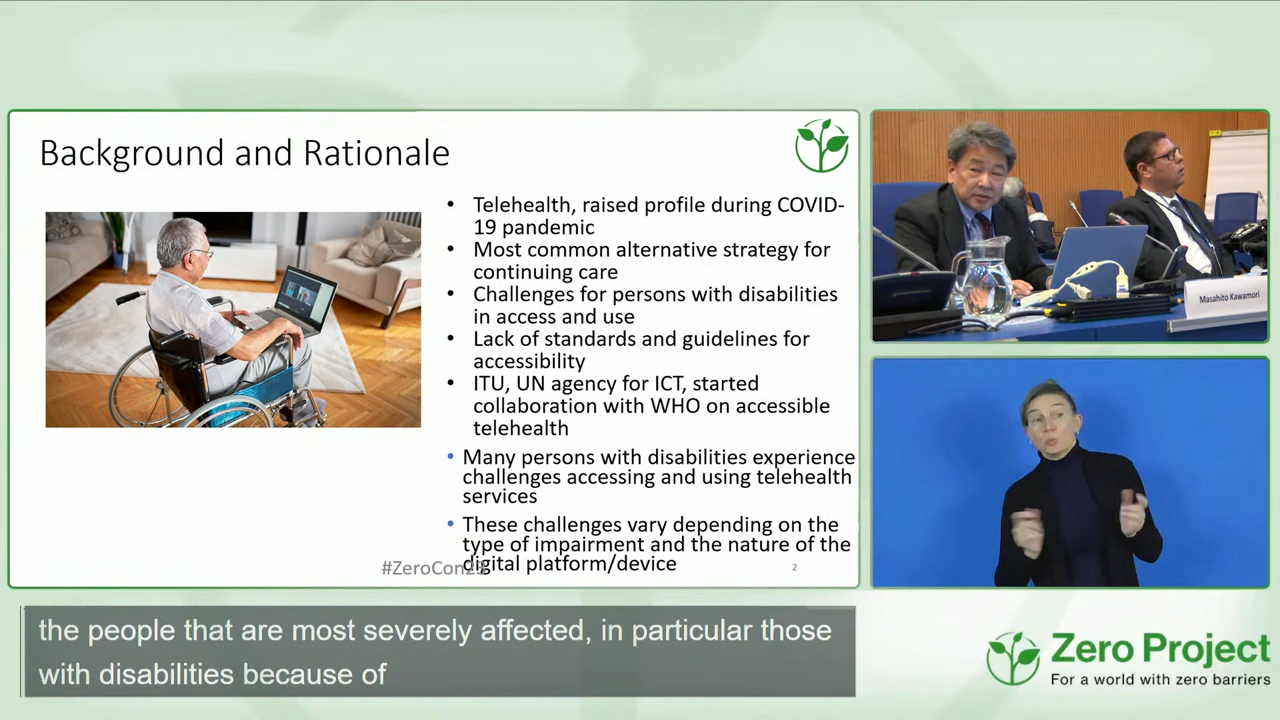 Background and Rationale
• Telehealth, raised profile during COVID-
19 pandemic
• Most common alternative strategy for
continuing care
• Challenges for persons with disabilities
in access and use
• Lack of standards and guidelines for
accessibility
• ITU, UN agency for ICT, started
collaboration with WHO on accessible
telehealth
• Many persons with disabilities experience
challenges accessing and using telehealth
services
• These challenges vary depending on the
type of impairment and the nature of the
digital platform/device
#ZeroCon23
2
Masahito Kawamori
the people that are most severely affected, in particular those
with disabilities because of
Zero Project
For a world with zero barriers